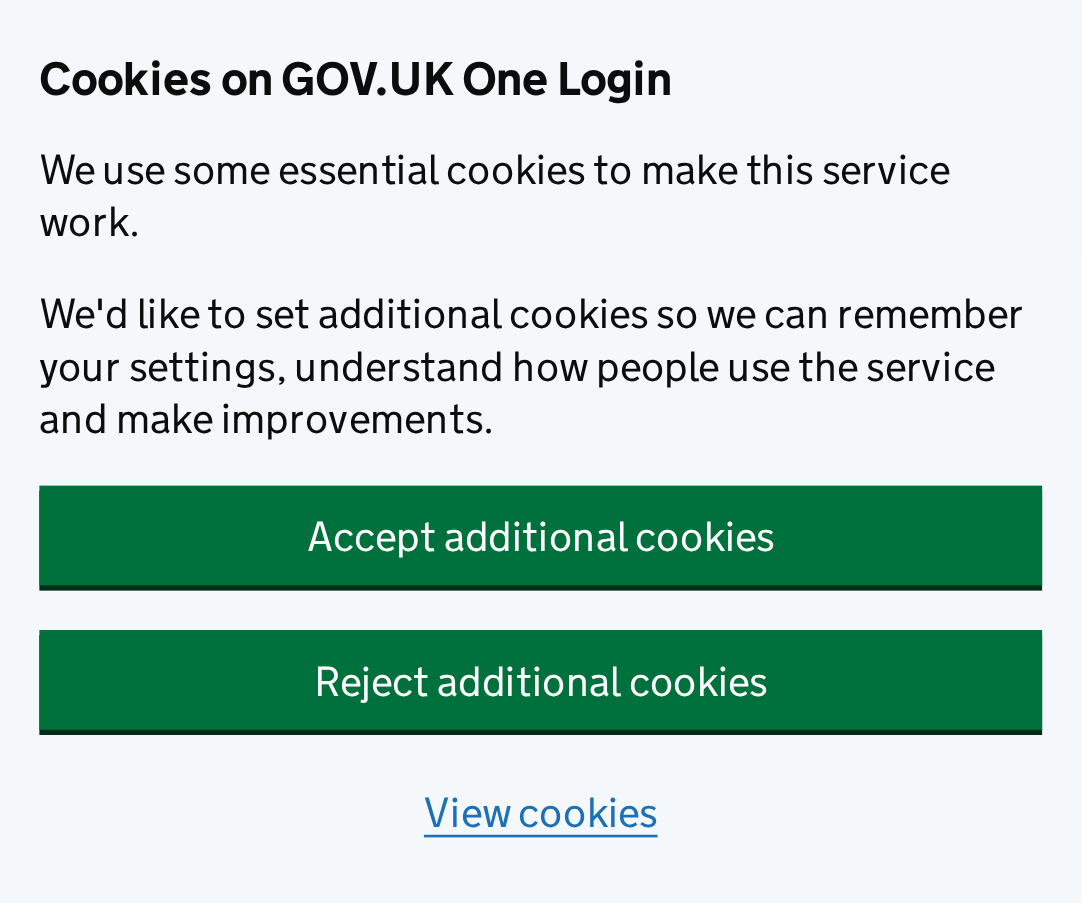 Cookies on GOV.UK One Login
We use some essential cookies to make this service
work.
We'd like to set additional cookies so we can remember
your settings, understand how people use the service
and make improvements.
Accept additional cookies
Reject additional cookies
View cookies